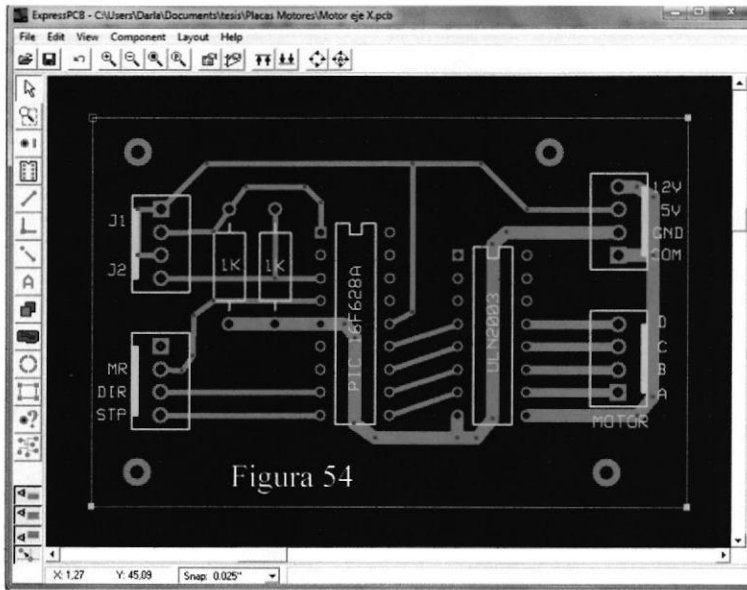 ExpressPCB - C:\Users\Darla\Documents\tesis\Placas Motores\Motor eje X.pcb
File Edit View Component Layout Help
J1
J2
1K
1K
PIC 16F628A
ULN2003
12V
5V
GND
COM
MR
DIR
STP
D
C
B
A
MOTOR
Figura 54
X: 1,27 Y: 45,09 Snap: 0.025"